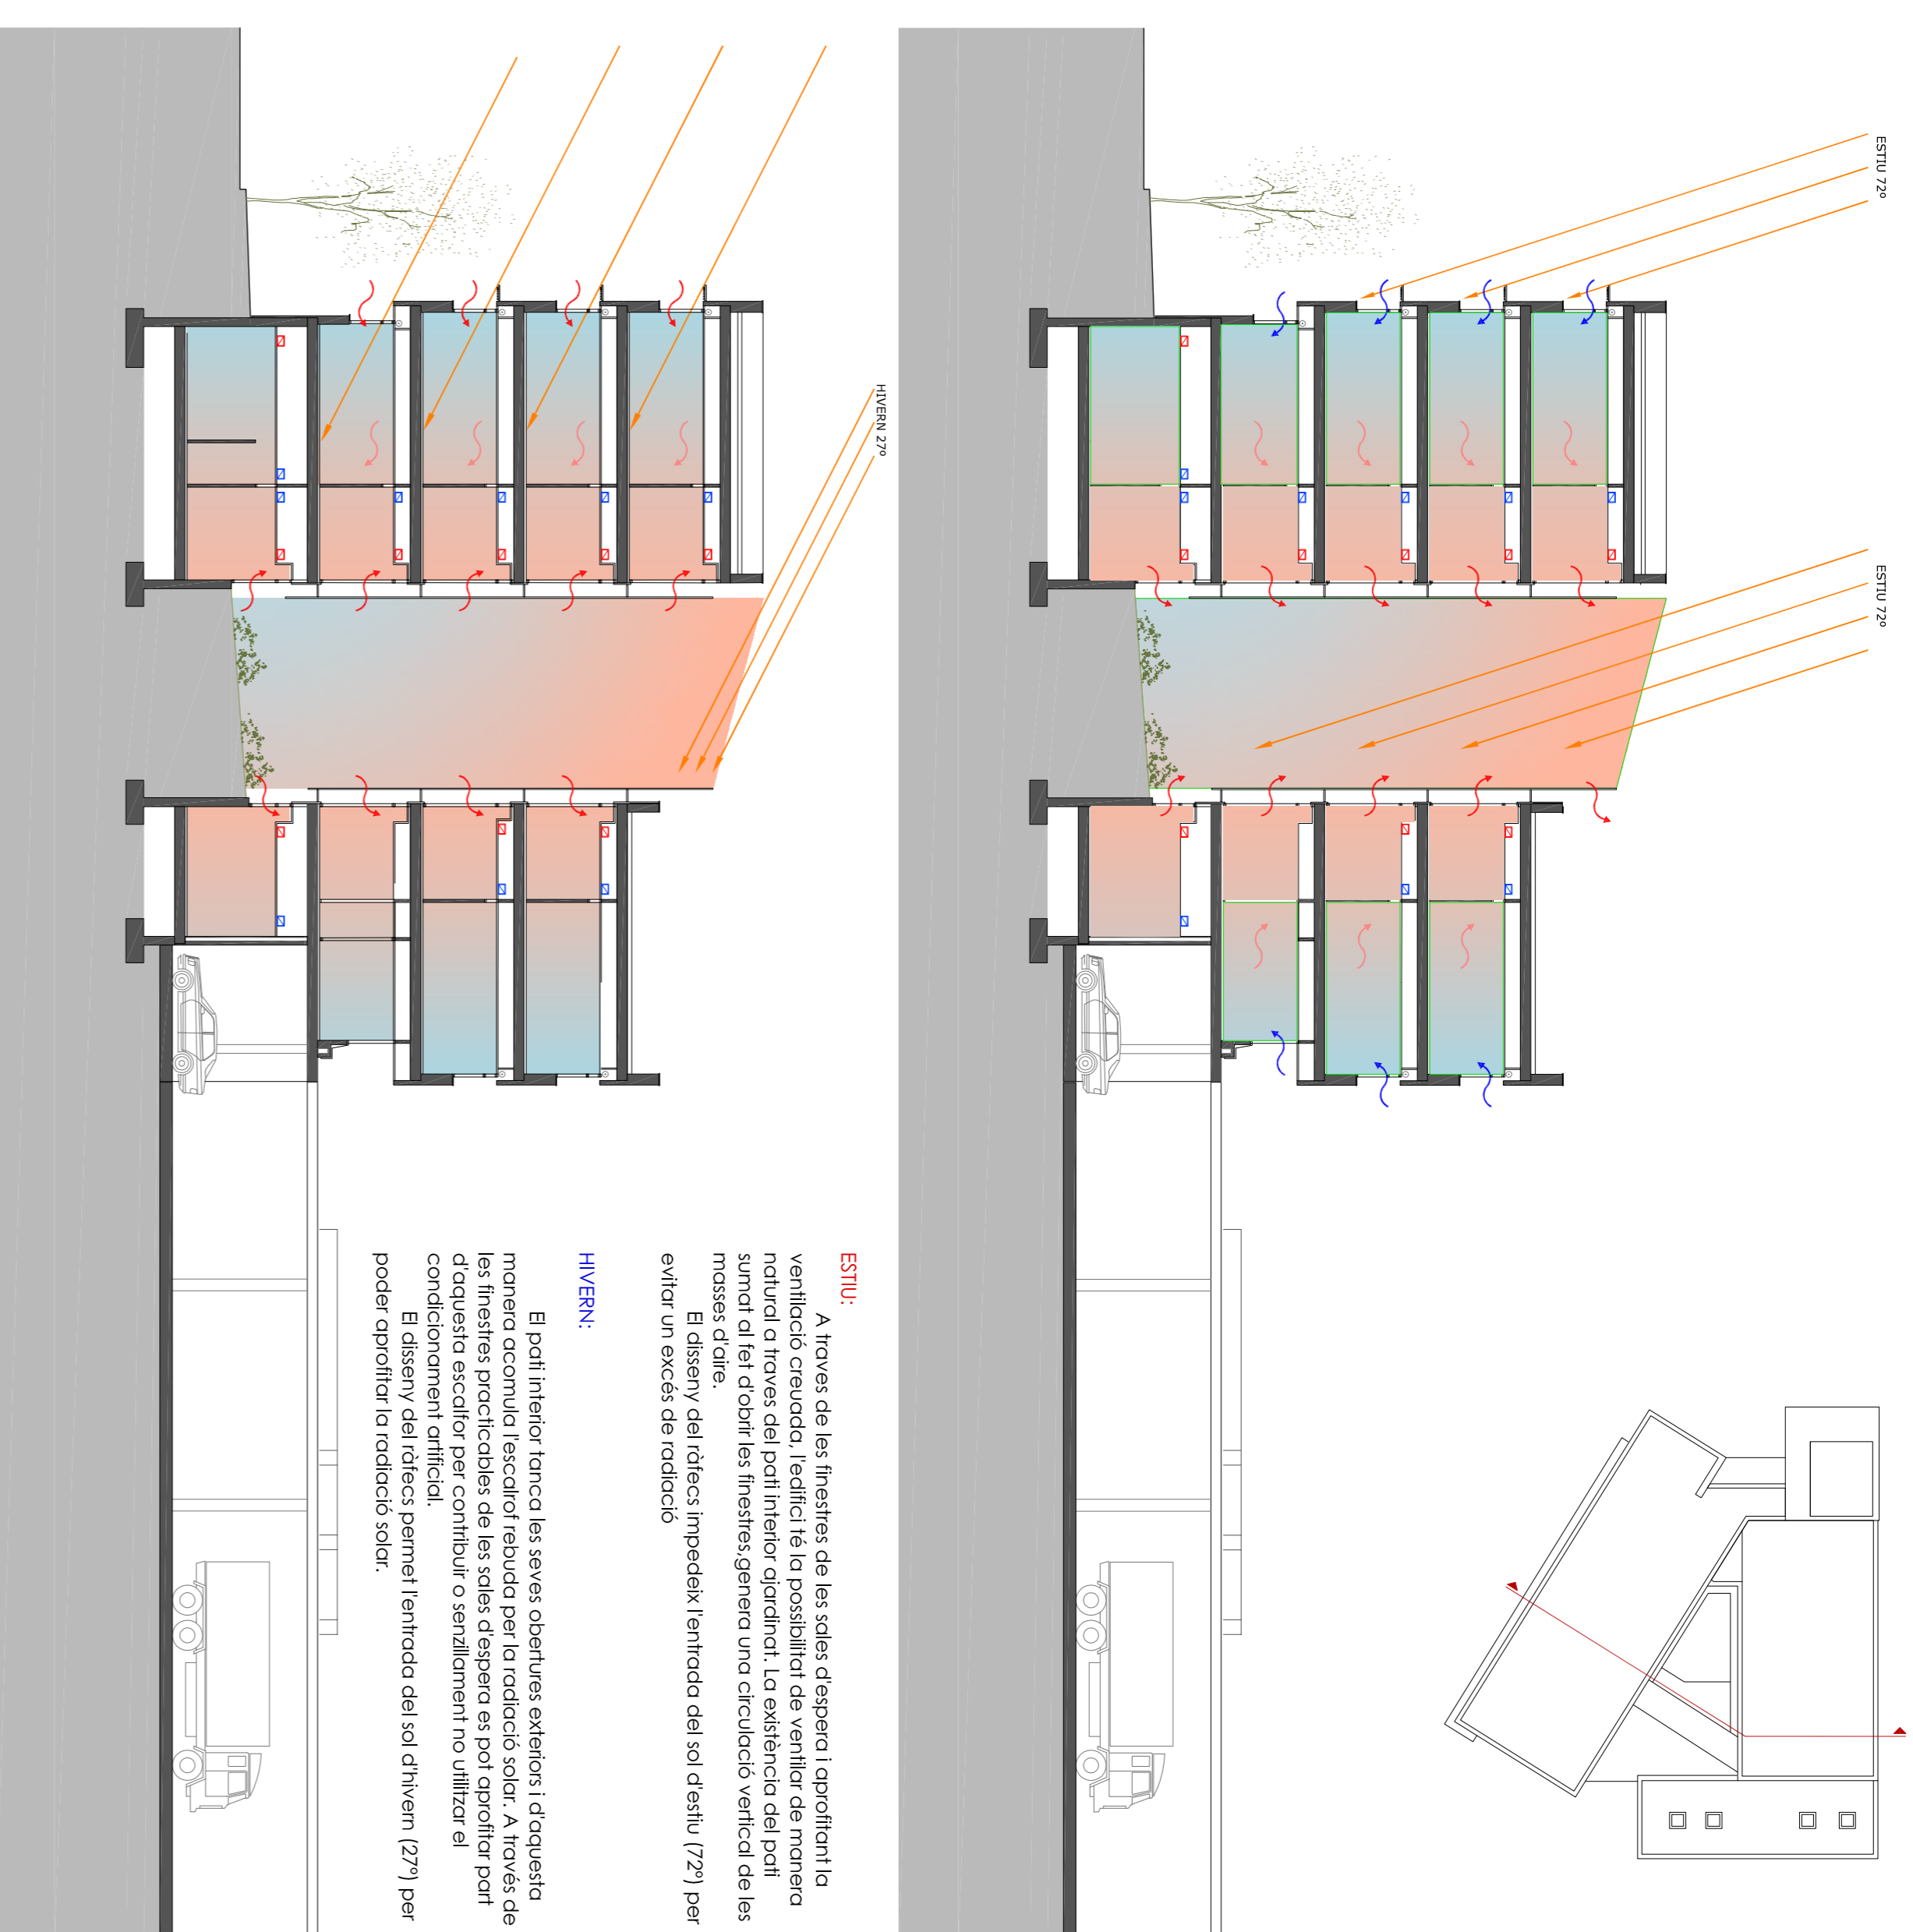 ESTIU 72º
ESTIU 72º
HIVERN 27º
ESTIU:
A traves de les finestres de les sales d'espera i aprofitant la
ventilació creuada, l'edifici té la possibilitat de ventilar de manera
natural a traves del pati interior ajardinat. La existència del pati
sumat al fet d'obrir les finestres,genera una circulació vertical de les
masses d'aire.
El disseny del ràfecs impedeix l'entrada del sol d'estiu (72º) per
evitar un excés de radiació
HIVERN:
El pati interior tanca les seves obertures exteriors i d'aquesta
manera acomula l'escalrof rebuda per la radiació solar. A través de
les finestres practicables de les sales d'espera es pot aprofitar part
d'aquesta escalfor per contribuir o senzillament no utilitzar el
condicionament artificial.
El disseny del ràfecs permet l'entrada del sol d'hivern (27º) per
poder aprofitar la radiació solar.